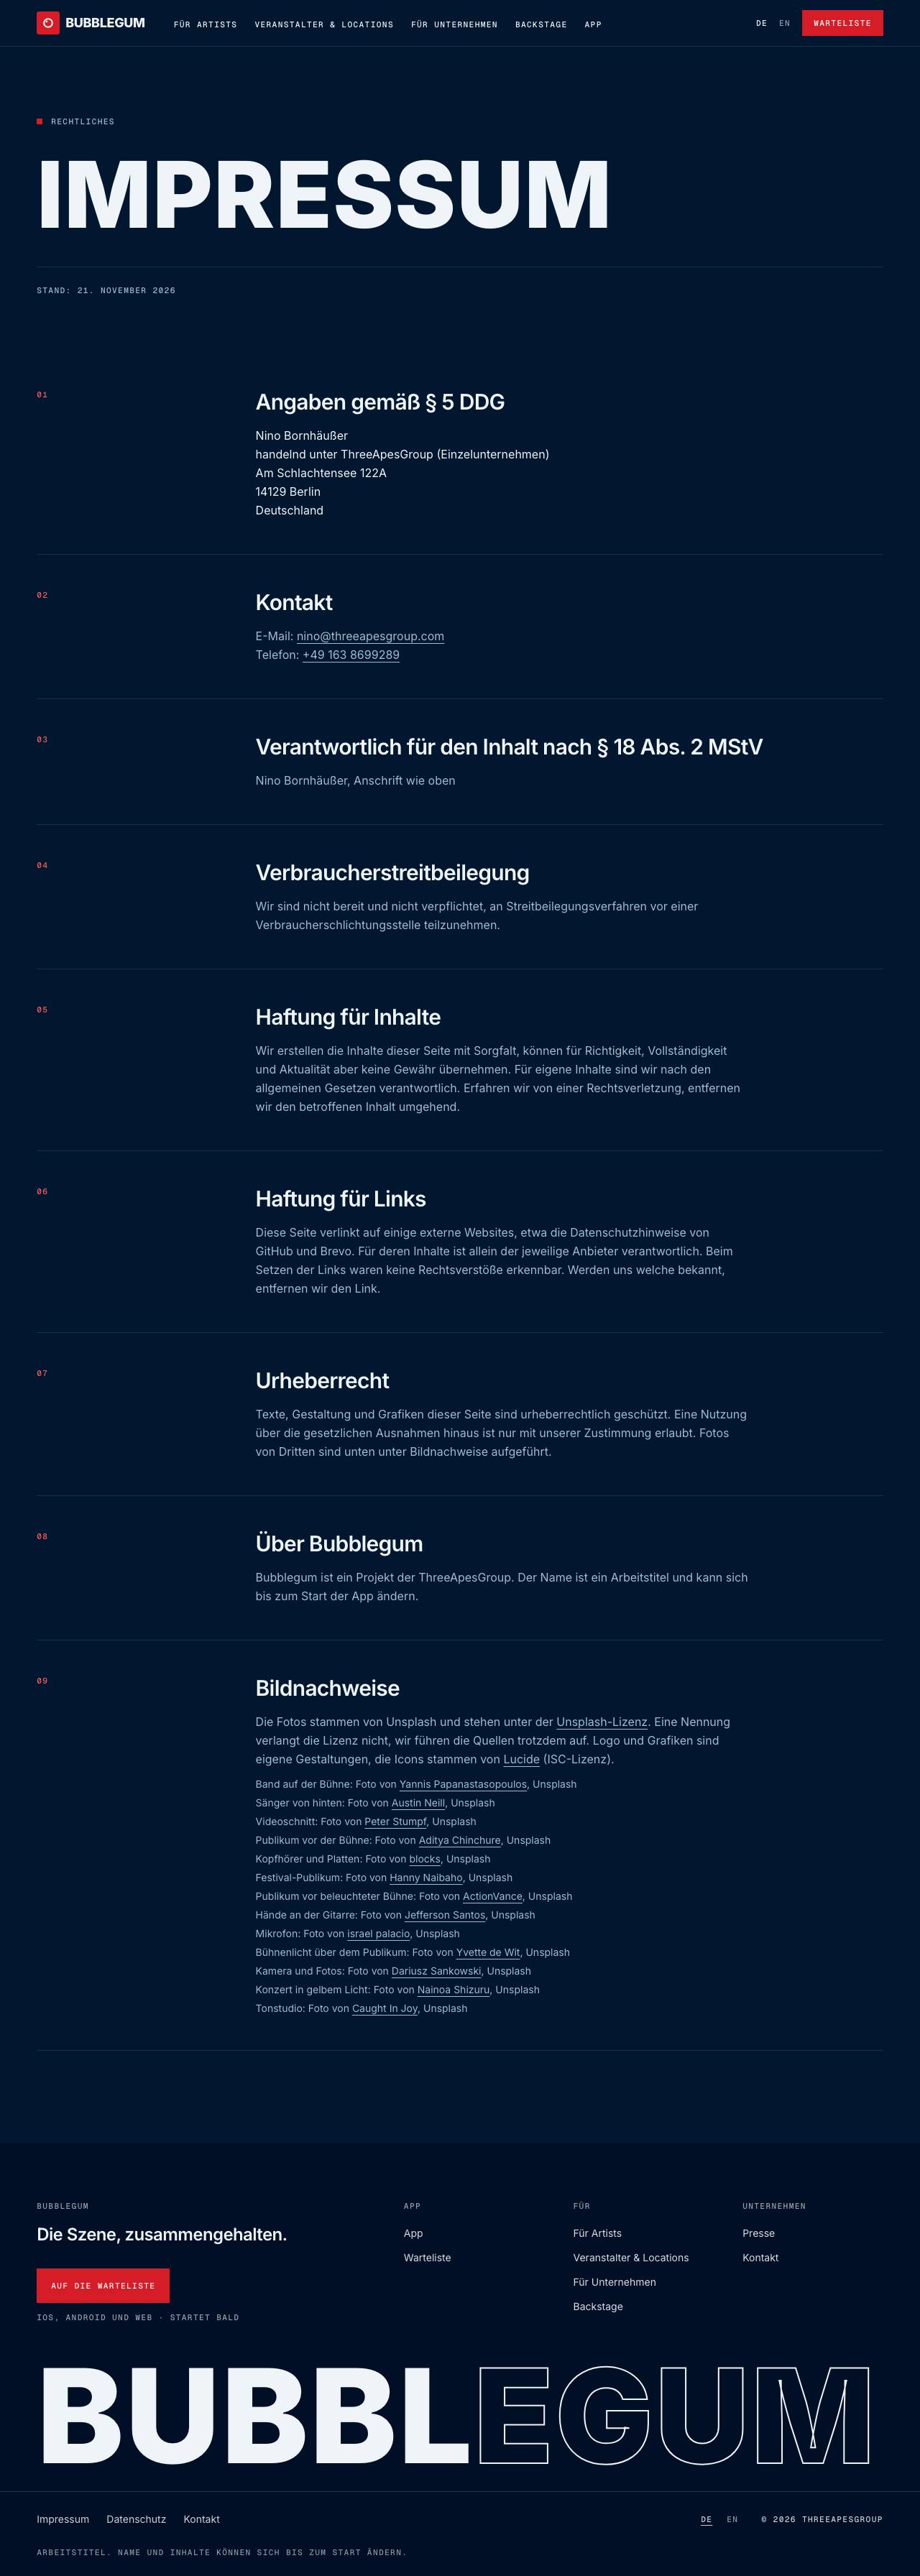 BUBBLEGUM FÜR ARTISTS VERANSTALTER & LOCATIONS FÜR UNTERNEHMEN BACKSTAGE APP DE EN WARTELISTE
RECHTLICHES
IMPRESSUM
STAND: 21. NOVEMBER 2026
01
Angaben gemäß § 5 DDG
Nino Bornhäußer
handelnd unter ThreeApesGroup (Einzelunternehmen)
Am Schlachtensee 122A
14129 Berlin
Deutschland
02
Kontakt
E-Mail: nino@threeapesgroup.com
Telefon: +49 163 8699289
03
Verantwortlich für den Inhalt nach § 18 Abs. 2 MStV
Nino Bornhäußer, Anschrift wie oben
04
Verbraucherstreitbeilegung
Wir sind nicht bereit und nicht verpflichtet, an Streitbeilegungsverfahren vor einer
Verbraucherschlichtungsstelle teilzunehmen.
05
Haftung für Inhalte
Wir erstellen die Inhalte dieser Seite mit Sorgfalt, können für Richtigkeit, Vollständigkeit
und Aktualität aber keine Gewähr übernehmen. Für eigene Inhalte sind wir nach den
allgemeinen Gesetzen verantwortlich. Erfahren wir von einer Rechtsverletzung, entfernen
wir den betroffenen Inhalt umgehend.
06
Haftung für Links
Diese Seite verlinkt auf einige externe Websites, etwa die Datenschutzhinweise von
GitHub und Brevo. Für deren Inhalte ist allein der jeweilige Anbieter verantwortlich. Beim
Setzen der Links waren keine Rechtsverstöße erkennbar. Werden uns welche bekannt,
entfernen wir den Link.
07
Urheberrecht
Texte, Gestaltung und Grafiken dieser Seite sind urheberrechtlich geschützt. Eine Nutzung
über die gesetzlichen Ausnahmen hinaus ist nur mit unserer Zustimmung erlaubt. Fotos
von Dritten sind unten unter Bildnachweise aufgeführt.
08
Über Bubblegum
Bubblegum ist ein Projekt der ThreeApesGroup. Der Name ist ein Arbeitstitel und kann sich
bis zum Start der App ändern.
09
Bildnachweise
Die Fotos stammen von Unsplash und stehen unter der Unsplash-Lizenz. Eine Nennung
verlangt die Lizenz nicht, wir führen die Quellen trotzdem auf. Logo und Grafiken sind
eigene Gestaltungen, die Icons stammen von Lucide (ISC-Lizenz).
Band auf der Bühne: Foto von Yannis Papanastasopoulos, Unsplash
Sänger von hinten: Foto von Austin Neill, Unsplash
Videoschnitt: Foto von Peter Stumpf, Unsplash
Publikum vor der Bühne: Foto von Aditya Chinchure, Unsplash
Kopfhörer und Platten: Foto von blocks, Unsplash
Festival-Publikum: Foto von Hanny Naibaho, Unsplash
Publikum vor beleuchteter Bühne: Foto von ActionVance, Unsplash
Hände an der Gitarre: Foto von Jefferson Santos, Unsplash
Mikrofon: Foto von israel palacio, Unsplash
Bühnenlicht über dem Publikum: Foto von Yvette de Wit, Unsplash
Kamera und Fotos: Foto von Dariusz Sankowski, Unsplash
Konzert in gelbem Licht: Foto von Nainoa Shizuru, Unsplash
Tonstudio: Foto von Caught In Joy, Unsplash
BUBBLEGUM
Die Szene, zusammengehalten.
AUF DIE WARTELISTE
IOS, ANDROID UND WEB · STARTET BALD
APP
App
Warteliste
FÜR
Für Artists
Veranstalter & Locations
Für Unternehmen
Backstage
UNTERNEHMEN
Presse
Kontakt
BUBBLEGUM
Impressum Datenschutz Kontakt DE EN © 2026 THREEAPESGROUP
ARBEITSTITEL. NAME UND INHALTE KÖNNEN SICH BIS ZUM START ÄNDERN.